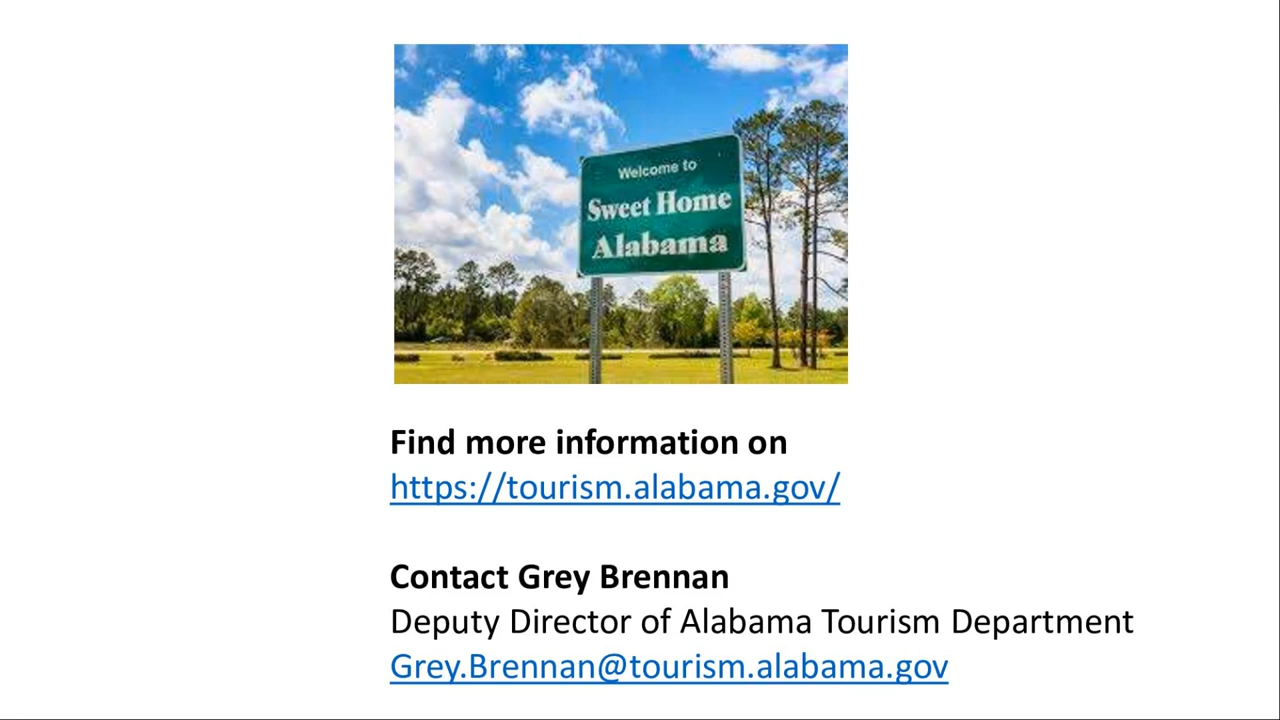 Welcome to
Sweet Home
Alabama
Find more information on
https://tourism.alabama.gov/
Contact Grey Brennan
Deputy Director of Alabama Tourism Department
Grey.Brennan@tourism.alabama.gov